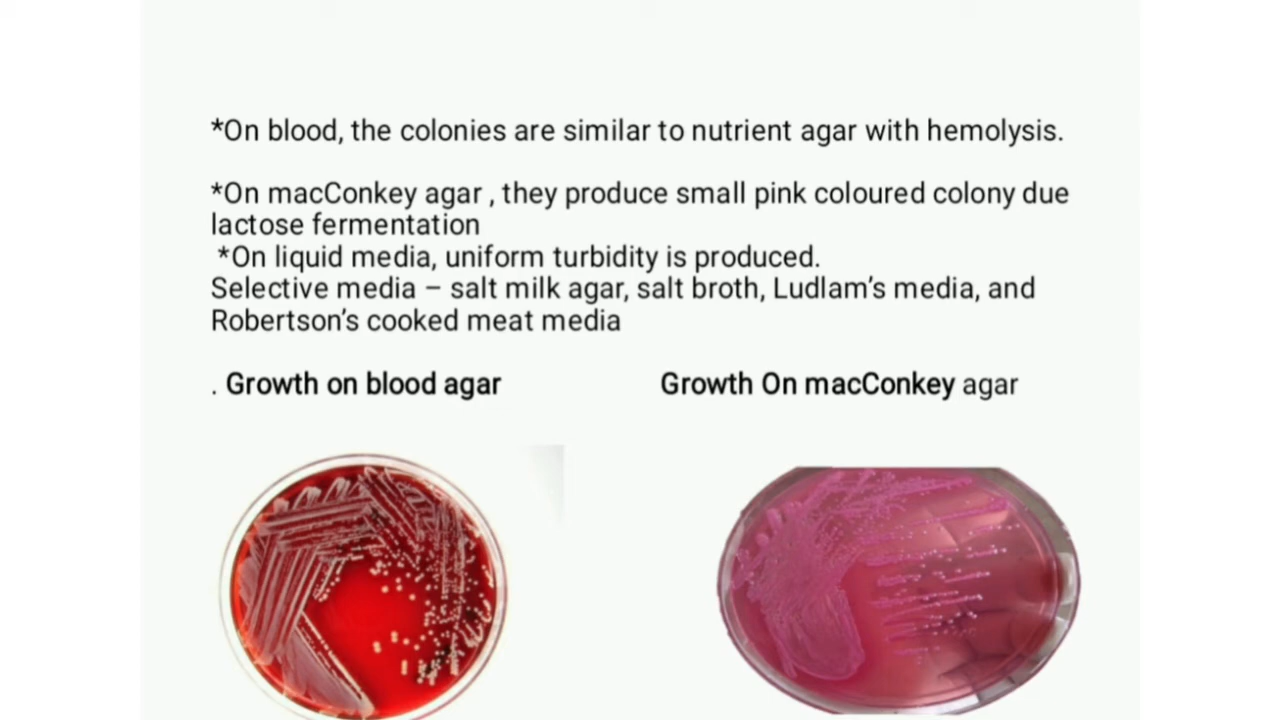 *On blood, the colonies are similar to nutrient agar with hemolysis.
*On macConkey agar , they produce small pink coloured colony due
lactose fermentation
*On liquid media, uniform turbidity is produced.
Selective media – salt milk agar, salt broth, Ludlam’s media, and
Robertson’s cooked meat media
. Growth on blood agar
Growth On macConkey agar